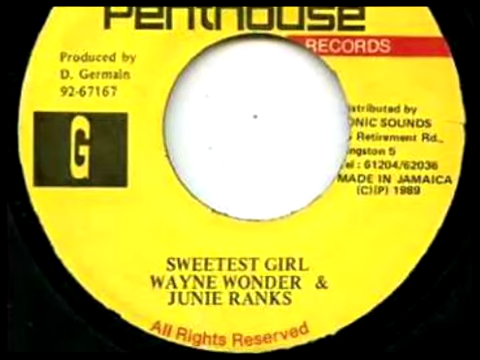 Penthouse
RECORDS
Produced by
D. Germain
92-67167
G
istributed by
ONIC SOUNDS
Retirement Rd.,
ngston 5
el : 61204/62036
MADE IN JAMAICA
(C)(P) 1989
SWEETEST GIRL
WAYNE WONDER &
JUNIE RANKS
All Rights Reserved